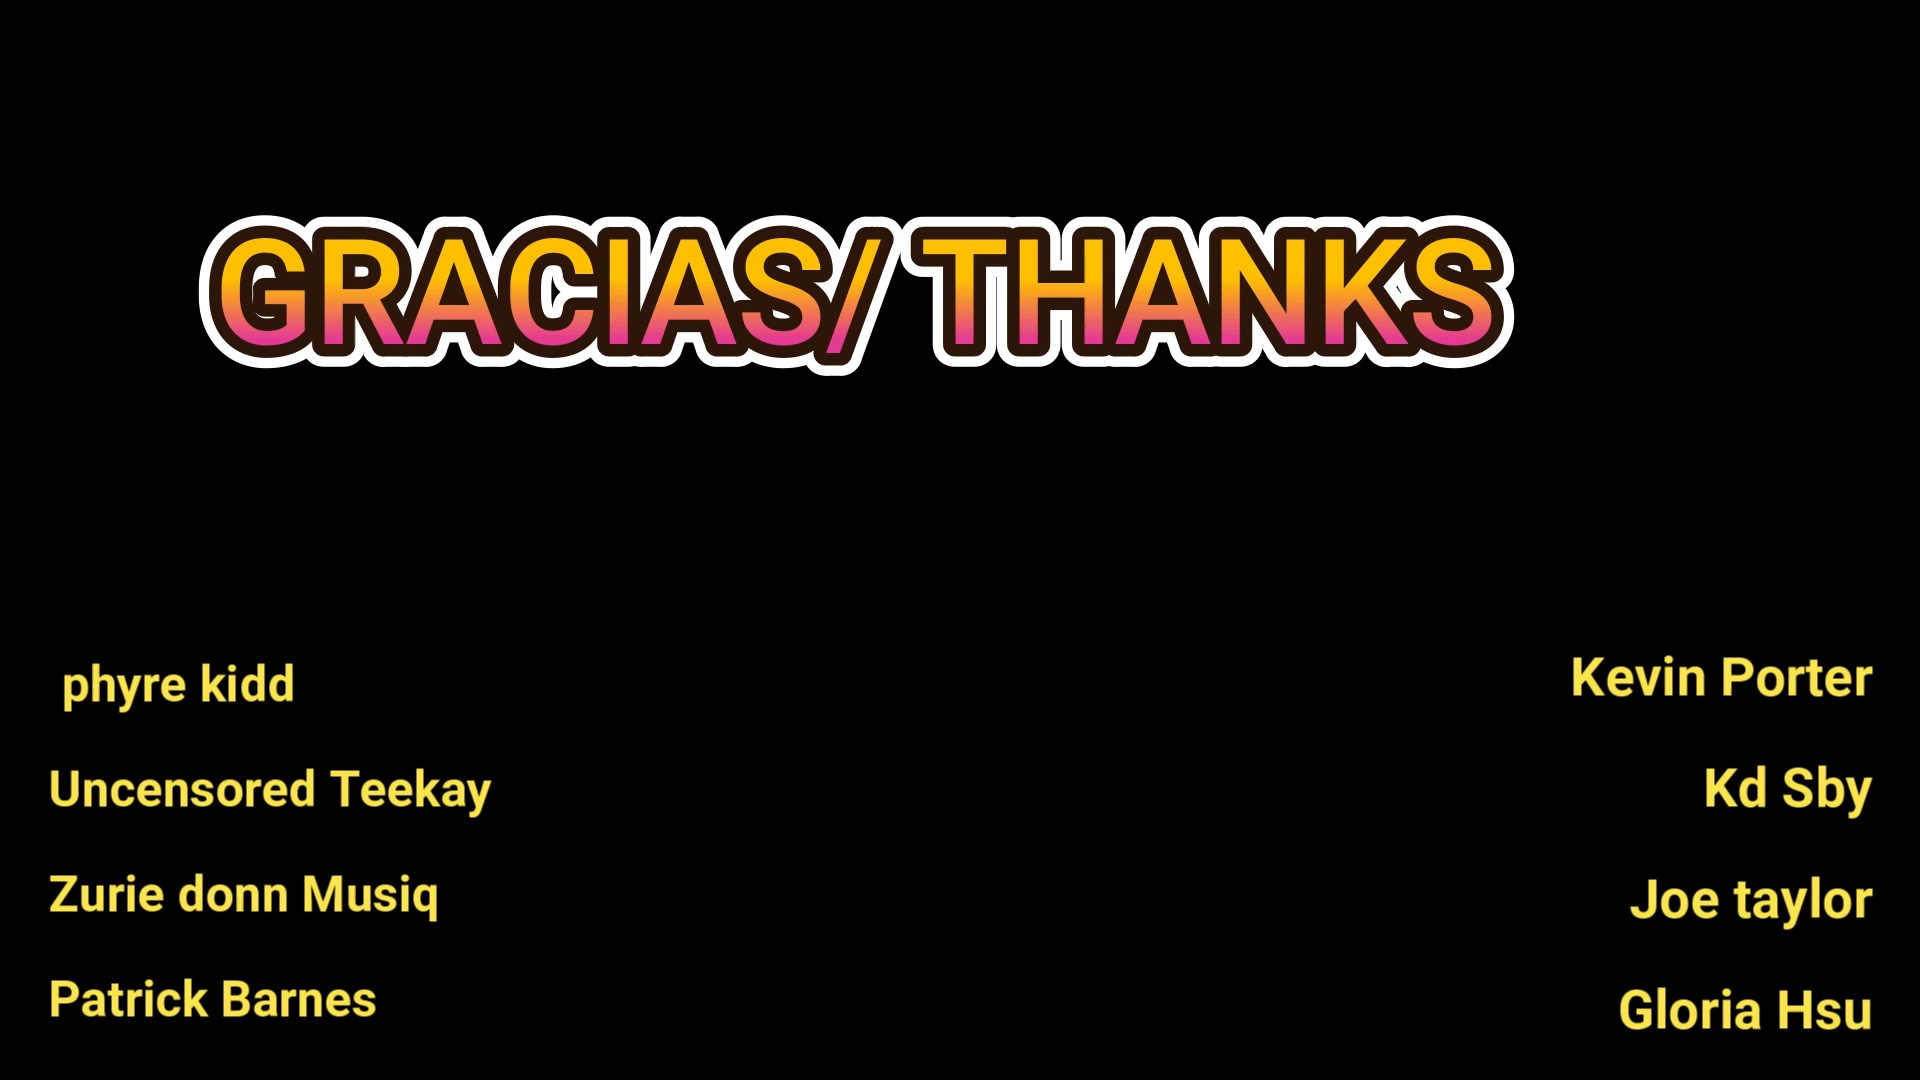 GRACIAS/ THANKS
phyre kidd
Uncensored Teekay
Zurie donn Musiq
Patrick Barnes
Kevin Porter
Kd Sby
Joe taylor
Gloria Hsu